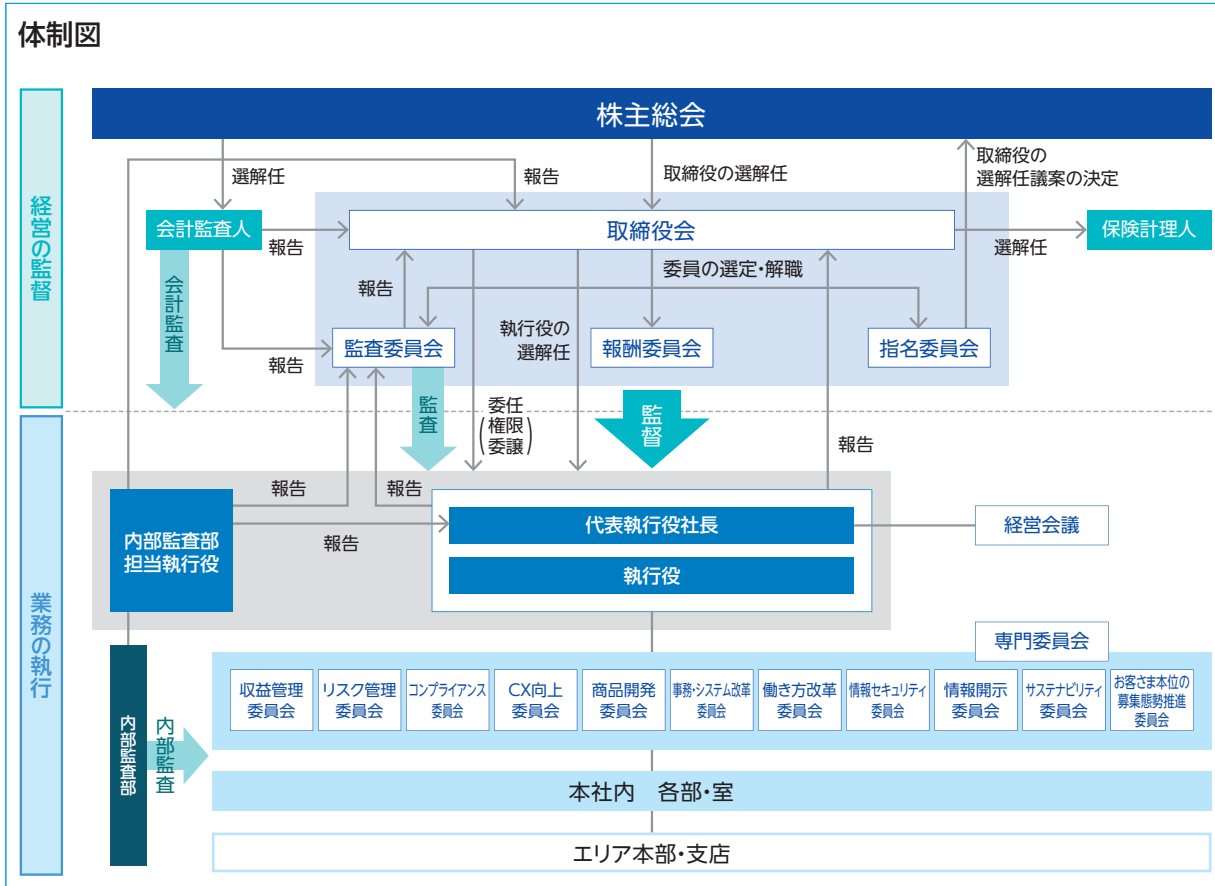 体制図
経営の監督
株主総会
選解任
報告
取締役の選解任
取締役の
選解任議案の決定
会計監査人
報告
取締役会
選解任
保険計理人
会計監査
報告
委員の選定・解職
執行役の
選解任
報告
監査委員会
報酬委員会
指名委員会
監査
委任
(権限
委譲)
監督
報告
業務の執行
報告
報告
内部監査部
担当執行役
報告
代表執行役社長
執行役
経営会議
専門委員会
収益管理
委員会
リスク管理
委員会
コンプライアンス
委員会
CX向上
委員会
商品開発
委員会
事務・システム改革
委員会
働き方改革
委員会
情報セキュリティ
委員会
情報開示
委員会
サステナビリティ
委員会
お客さま本位の
募集態勢推進
委員会
内部監査部
内部監査
本社内 各部・室
エリア本部・支店